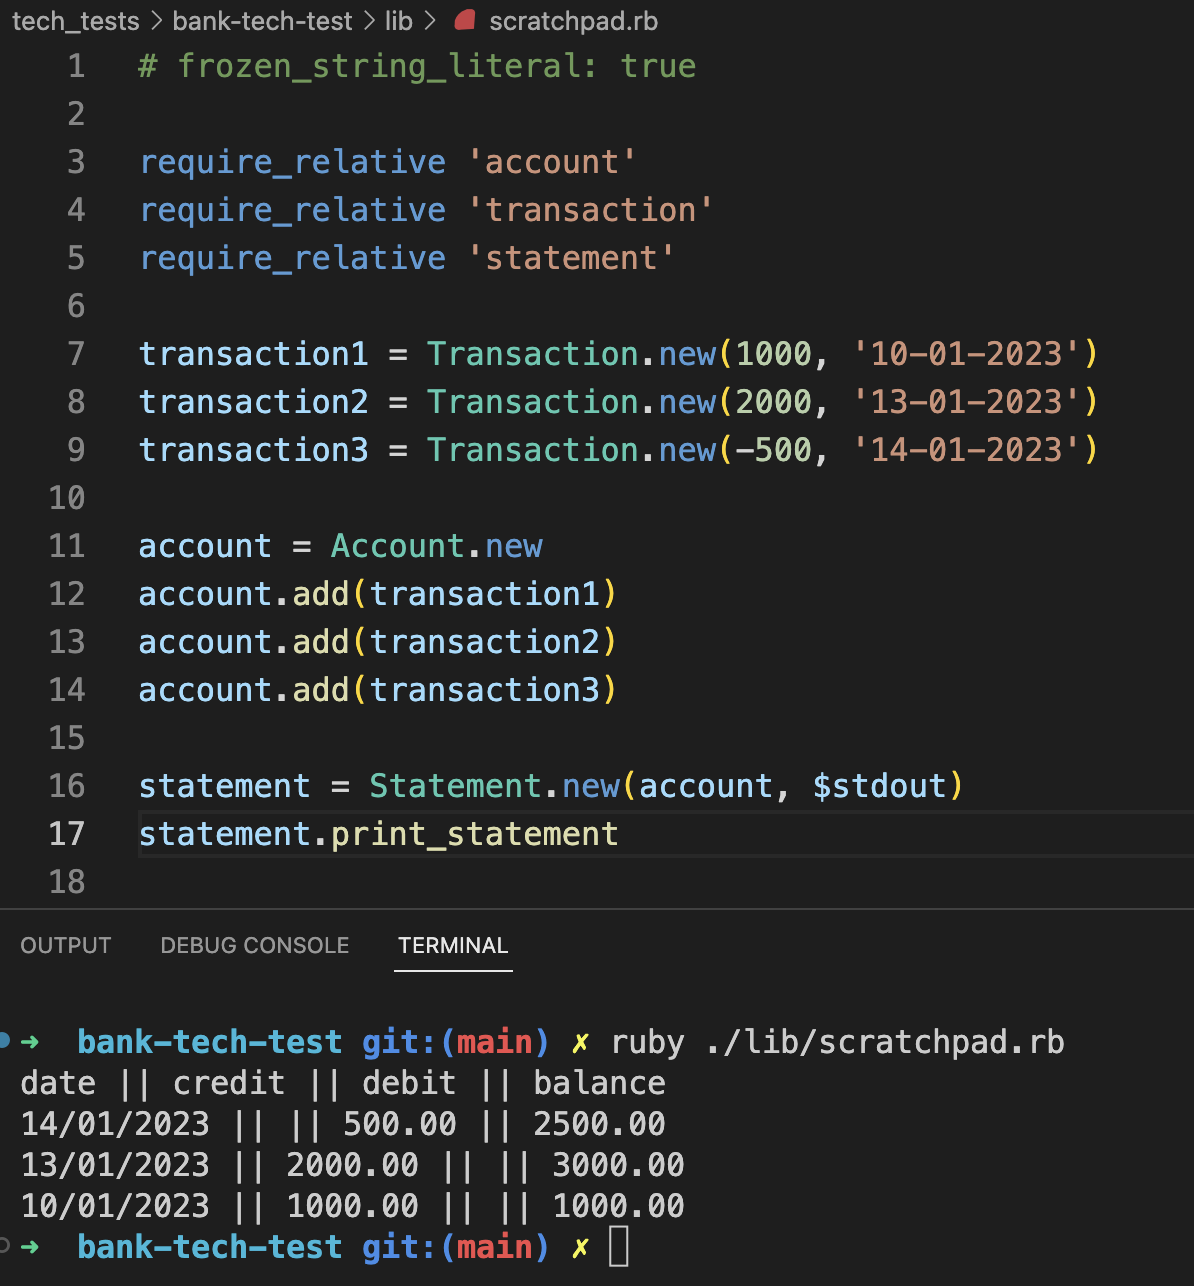 tech_tests > bank-tech-test > lib > scratchpad.rb
1 # frozen_string_literal: true
2
3 require_relative 'account'
4 require_relative 'transaction'
5 require_relative 'statement'
6
7 transaction1 = Transaction.new(1000, '10-01-2023')
8 transaction2 = Transaction.new(2000, '13-01-2023')
9 transaction3 = Transaction.new(-500, '14-01-2023')
10
11 account = Account.new
12 account.add(transaction1)
13 account.add(transaction2)
14 account.add(transaction3)
15
16 statement = Statement.new(account, $stdout)
17 statement.print_statement
18
OUTPUT DEBUG CONSOLE TERMINAL
➜ bank-tech-test git:(main) ✗ ruby ./lib/scratchpad.rb
date || credit || debit || balance
14/01/2023 || || 500.00 || 2500.00
13/01/2023 || 2000.00 || || 3000.00
10/01/2023 || 1000.00 || || 1000.00
➜ bank-tech-test git:(main) ✗